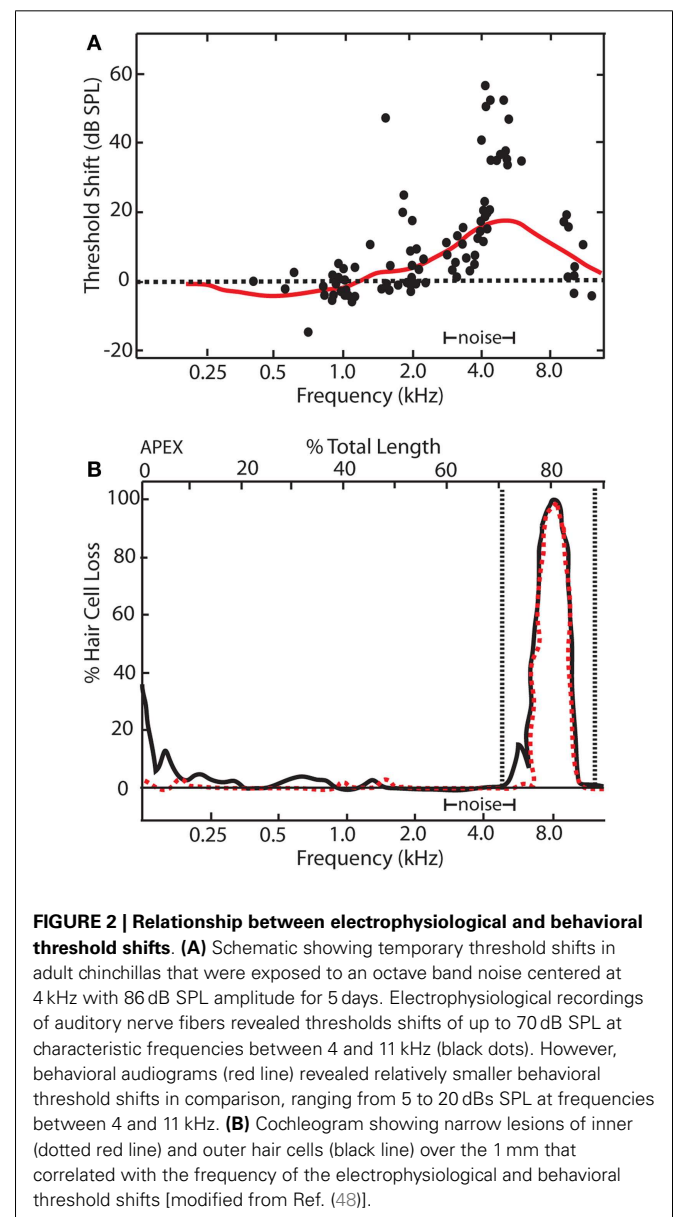 A
Threshold Shift (dB SPL)
60
40
20
0
-20
noise
0.25 0.5 1.0 2.0 4.0 8.0
Frequency (kHz)
APEX % Total Length
B
0 20 40 60 80
% Hair Cell Loss
100
80
60
40
20
0
noise
0.25 0.5 1.0 2.0 4.0 8.0
Frequency (kHz)
FIGURE 2 | Relationship between electrophysiological and behavioral
threshold shifts. (A) Schematic showing temporary threshold shifts in
adult chinchillas that were exposed to an octave band noise centered at
4 kHz with 86 dB SPL amplitude for 5 days. Electrophysiological recordings
of auditory nerve fibers revealed thresholds shifts of up to 70 dB SPL at
characteristic frequencies between 4 and 11 kHz (black dots). However,
behavioral audiograms (red line) revealed relatively smaller behavioral
threshold shifts in comparison, ranging from 5 to 20 dBs SPL at frequencies
between 4 and 11 kHz. (B) Cochleogram showing narrow lesions of inner
(dotted red line) and outer hair cells (black line) over the 1 mm that
correlated with the frequency of the electrophysiological and behavioral
threshold shifts [modified from Ref. (48)].